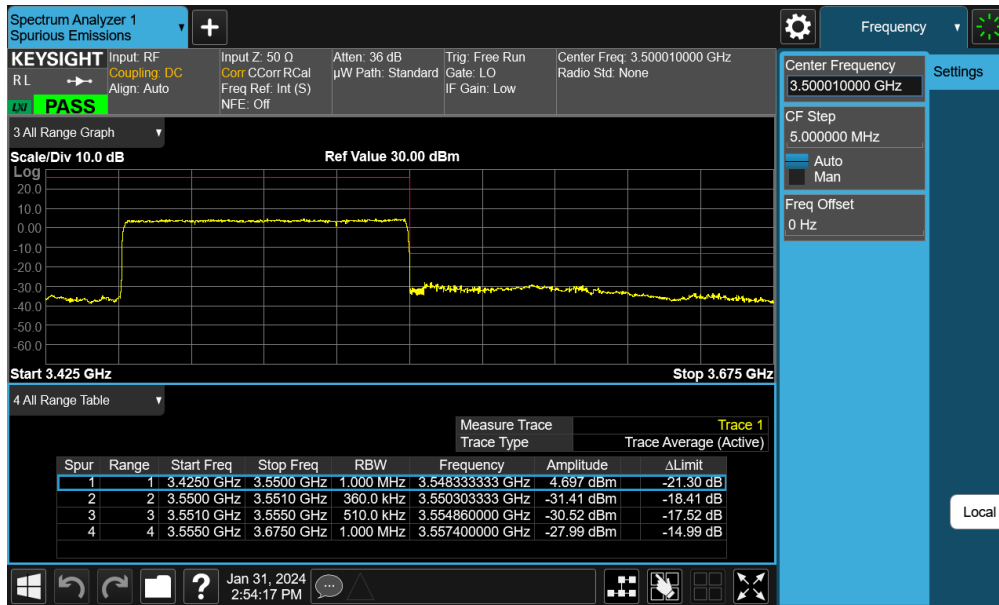 Spectrum Analyzer 1
Spurious Emissions
+
Frequency
KEYSIGHT
R L
LXI PASS
Input: RF
Coupling: DC
Align: Auto
Input Z: 50 Ω
Corr CCorr RCal
Freq Ref: Int (S)
NFE: Off
Atten: 36 dB
µW Path: Standard
Trig: Free Run
Gate: LO
IF Gain: Low
Center Freq: 3.500010000 GHz
Radio Std: None
Center Frequency
3.500010000 GHz
Settings
CF Step
5.000000 MHz
Auto
Man
Freq Offset
0 Hz
Local
3 All Range Graph
Scale/Div 10.0 dB
Ref Value 30.00 dBm
Log
20.0
10.0
0.00
-10.0
-20.0
-30.0
-40.0
-50.0
-60.0
Start 3.425 GHz
Stop 3.675 GHz
4 All Range Table
Measure Trace Trace 1
Trace Type Trace Average (Active)
Spur Range Start Freq Stop Freq RBW Frequency Amplitude ΔLimit
1 1 3.4250 GHz 3.5500 GHz 1.000 MHz 3.548333333 GHz 4.697 dBm -21.30 dB
2 2 3.5500 GHz 3.5510 GHz 360.0 kHz 3.550303333 GHz -31.41 dBm -18.41 dB
3 3 3.5510 GHz 3.5550 GHz 510.0 kHz 3.554860000 GHz -30.52 dBm -17.52 dB
4 4 3.5550 GHz 3.6750 GHz 1.000 MHz 3.557400000 GHz -27.99 dBm -14.99 dB
?
Jan 31, 2024
2:54:17 PM